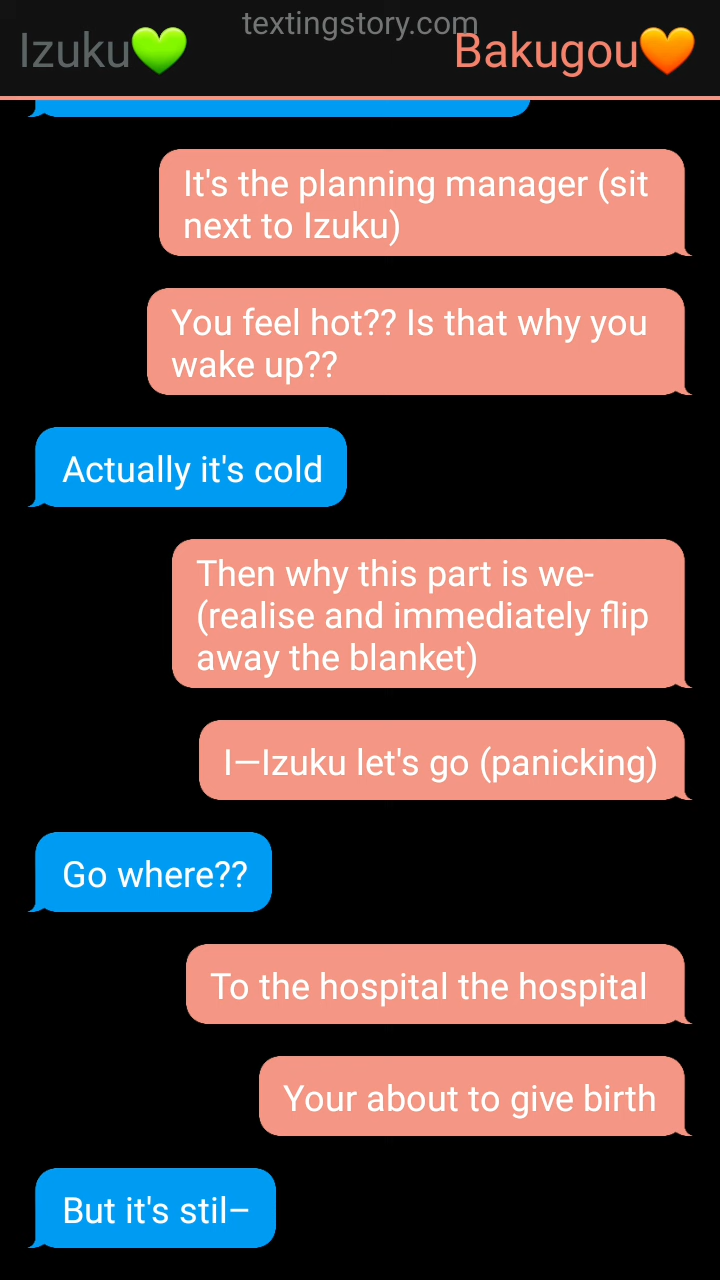 textingstory.com
Izuku💚
Bakugou🧡
It's the planning manager (sit
next to Izuku)
You feel hot?? Is that why you
wake up??
Actually it's cold
Then why this part is we-
(realise and immediately flip
away the blanket)
I—Izuku let's go (panicking)
Go where??
To the hospital the hospital
Your about to give birth
But it's stil–